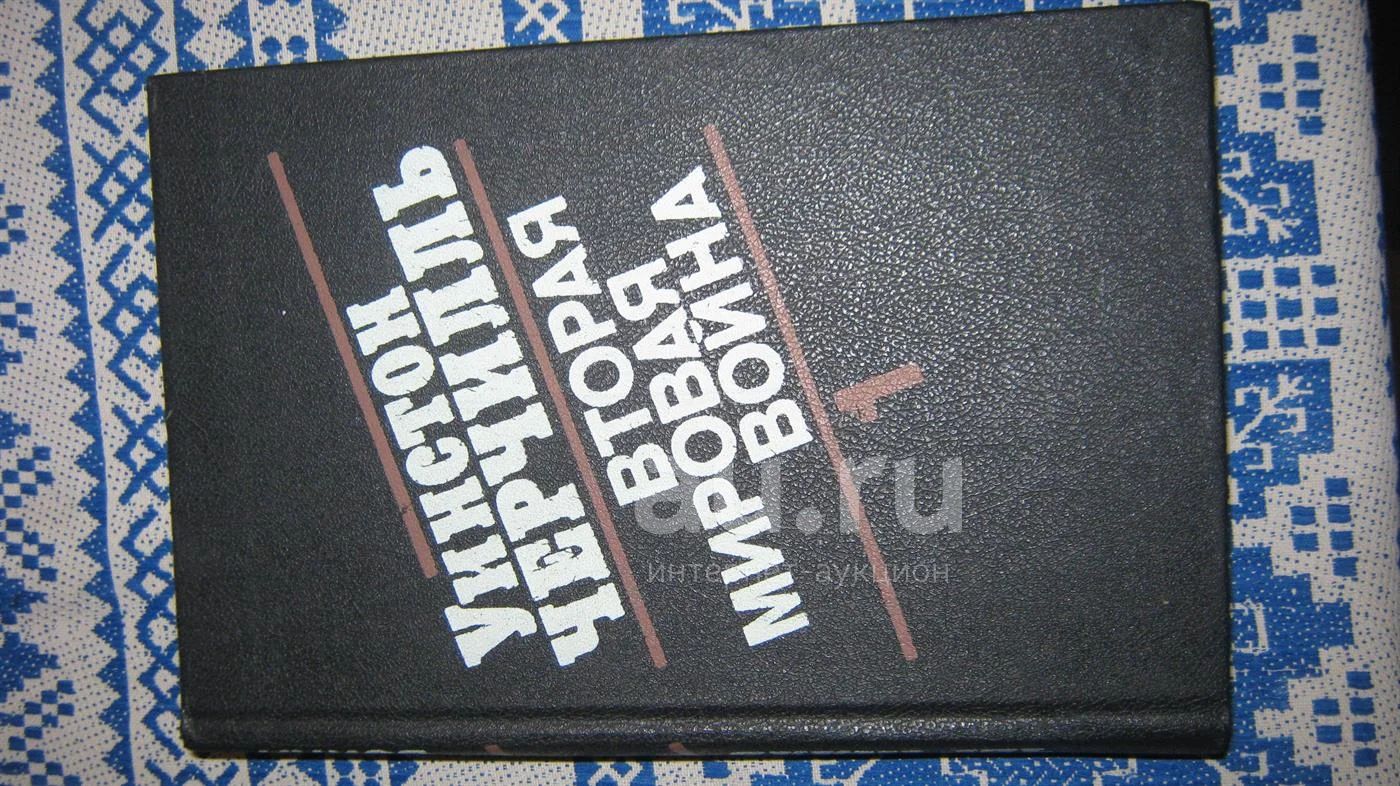 УИНСТОН
ЧЕРЧИЛЛЬ
ВТОРАЯ
МИРОВАЯ
ВОЙНА
1
au.ru
интернет-аукцион